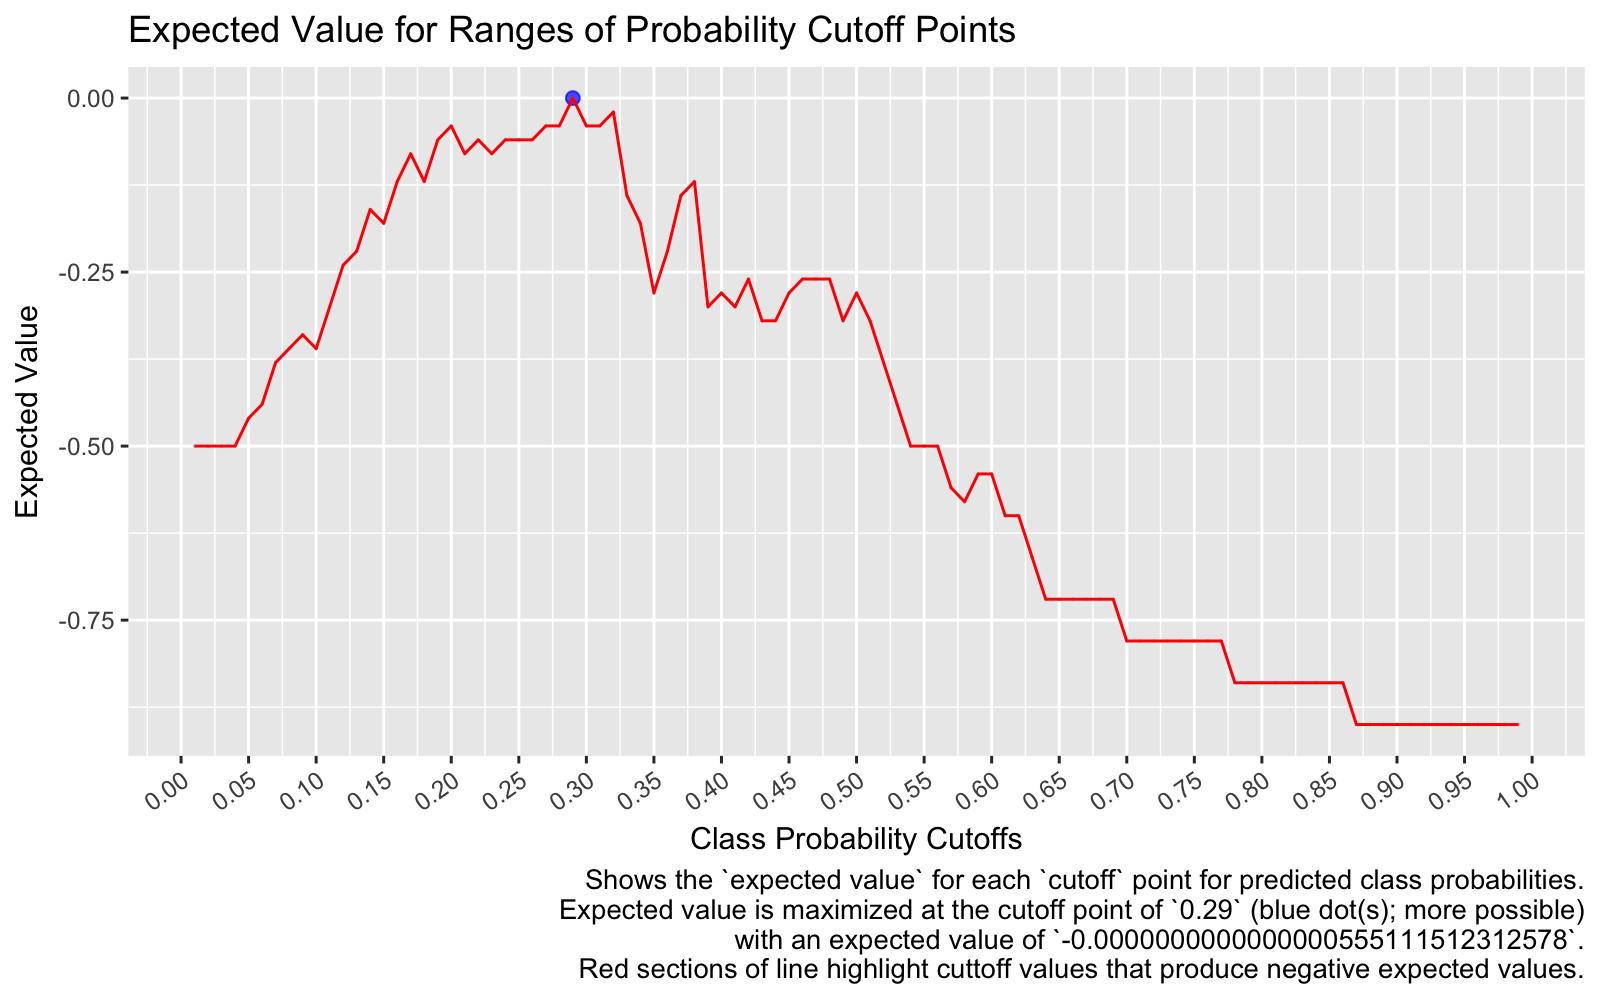 Expected Value for Ranges of Probability Cutoff Points
0.00
-0.25
-0.50
-0.75
Expected Value
0.00 0.05 0.10 0.15 0.20 0.25 0.30 0.35 0.40 0.45 0.50 0.55 0.60 0.65 0.70 0.75 0.80 0.85 0.90 0.95 1.00
Class Probability Cutoffs
Shows the `expected value` for each `cutoff` point for predicted class probabilities.
Expected value is maximized at the cutoff point of `0.29` (blue dot(s); more possible)
with an expected value of `-0.0000000000000000555111512312578`.
Red sections of line highlight cuttoff values that produce negative expected values.